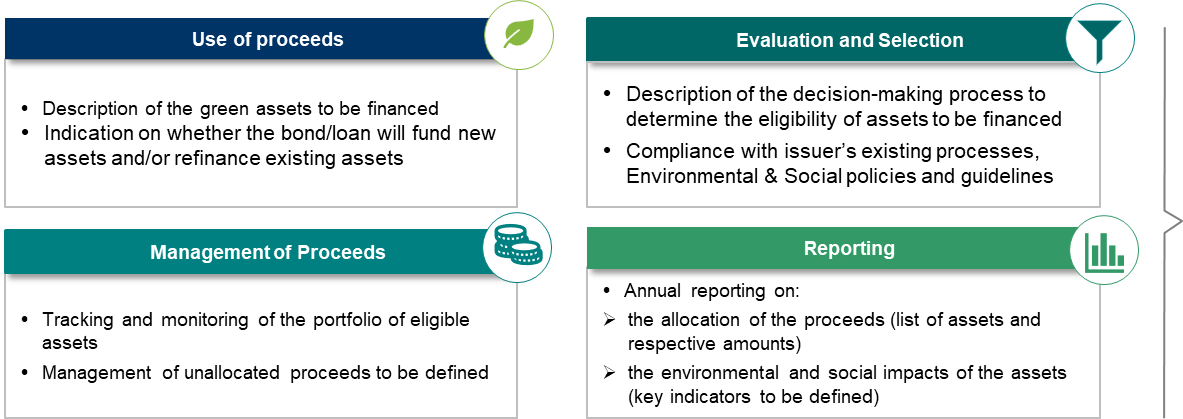 Use of proceeds
• Description of the green assets to be financed
• Indication on whether the bond/loan will fund new
assets and/or refinance existing assets
Evaluation and Selection
• Description of the decision-making process to
determine the eligibility of assets to be financed
• Compliance with issuer’s existing processes,
Environmental & Social policies and guidelines
Management of Proceeds
• Tracking and monitoring of the portfolio of eligible
assets
• Management of unallocated proceeds to be defined
Reporting
• Annual reporting on:
➢ the allocation of the proceeds (list of assets and
respective amounts)
➢ the environmental and social impacts of the assets
(key indicators to be defined)